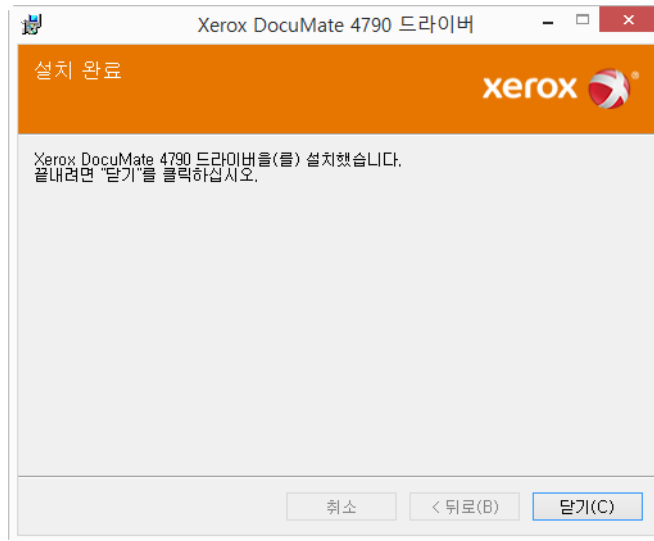 Xerox DocuMate 4790 드라이버
설치 완료
xerox
Xerox DocuMate 4790 드라이버을(를) 설치했습니다.
끝내려면 "닫기"를 클릭하십시오.
취소
< 뒤로(B)
닫기(C)